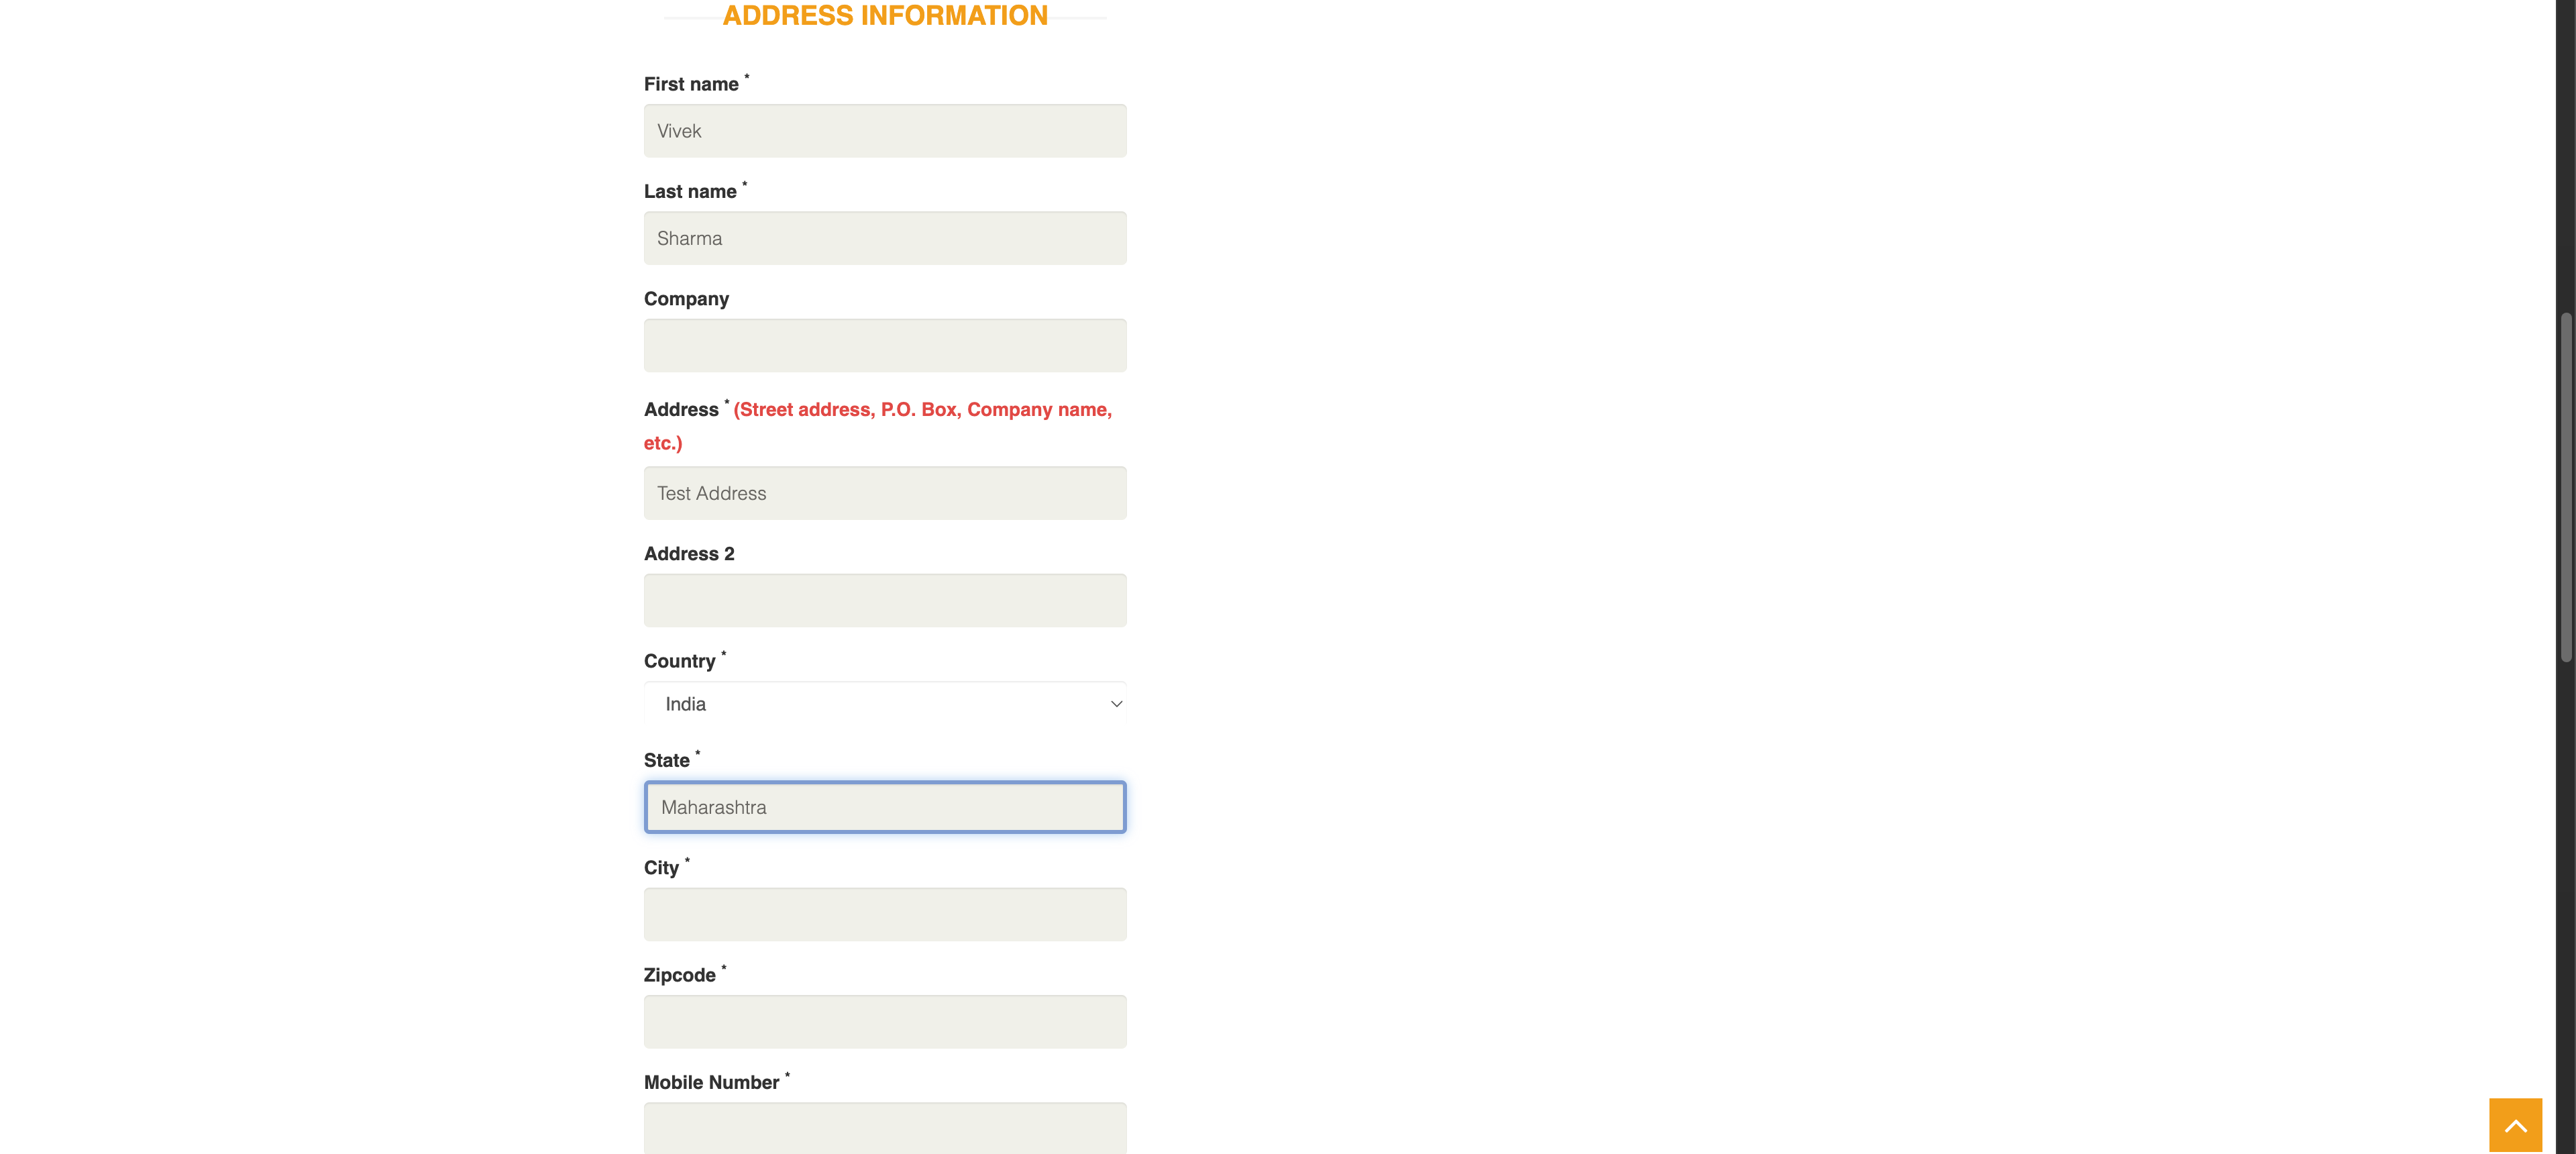 ADDRESS INFORMATION
First name *
Vivek
Last name *
Sharma
Company
Address * (Street address, P.O. Box, Company name,
etc.)
Test Address
Address 2
Country *
India
State *
Maharashtra
City *
Zipcode *
Mobile Number *